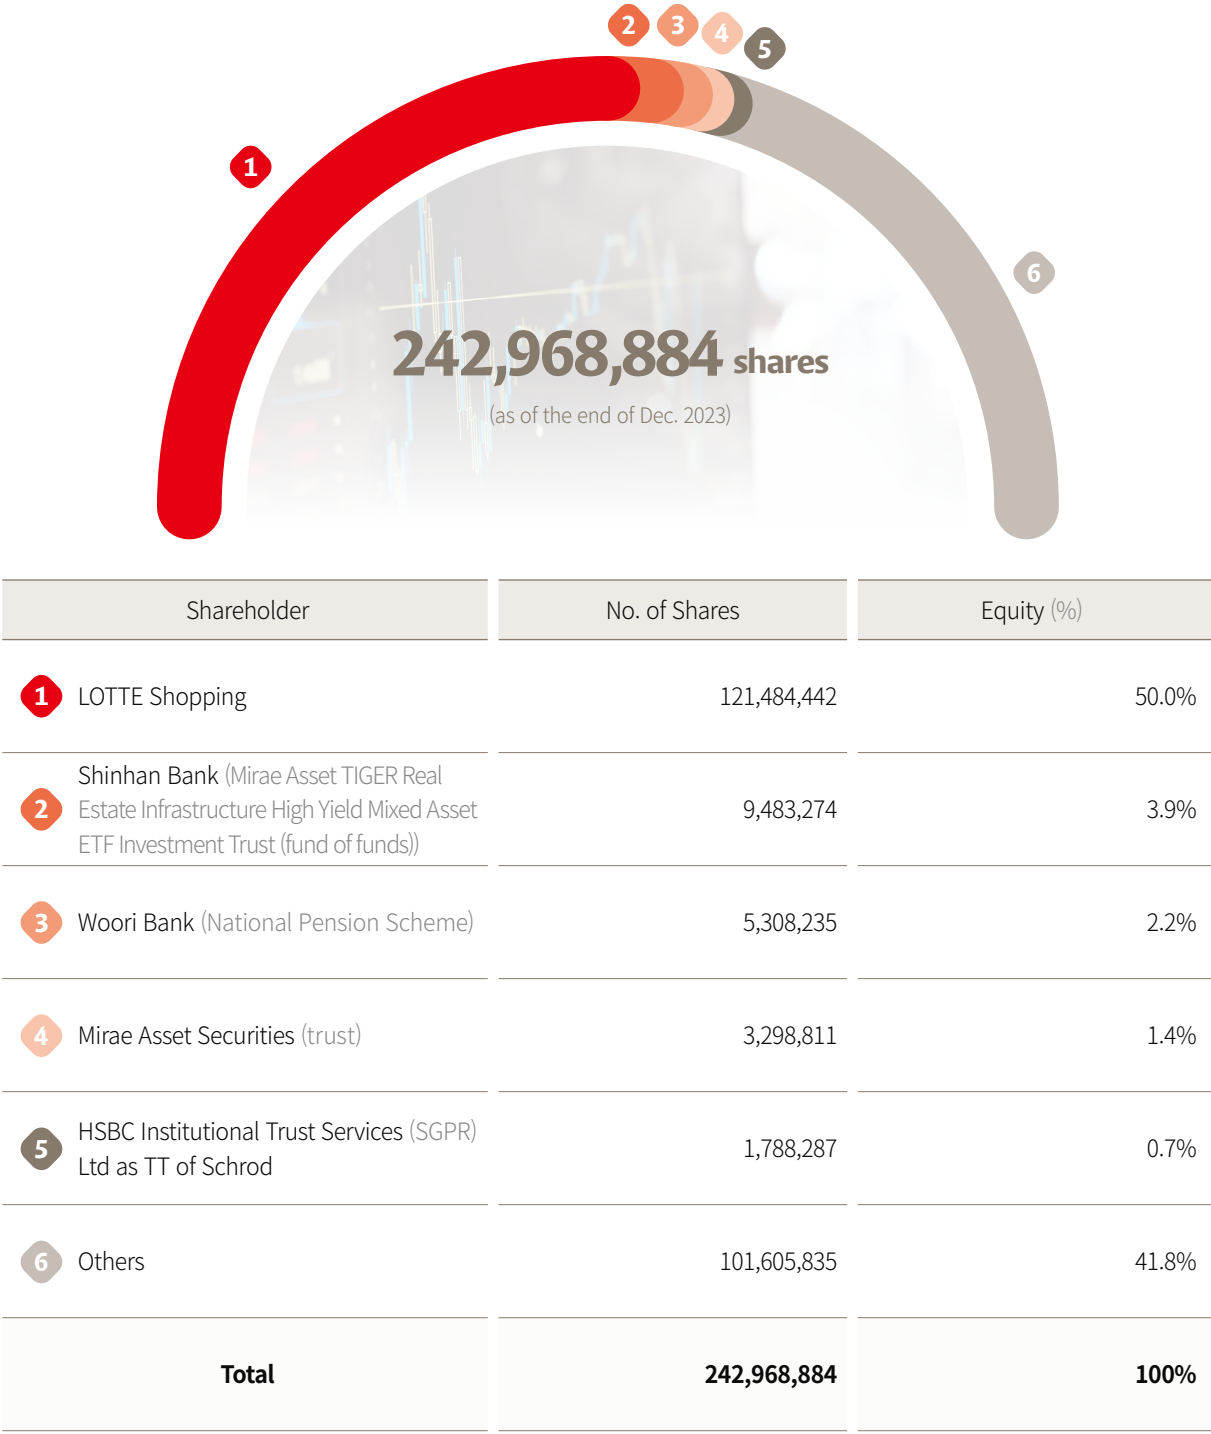 2 3 4 5
1
6
242,968,884 shares
(as of the end of Dec. 2023)
Shareholder No. of Shares Equity (%)
1 LOTTE Shopping 121,484,442 50.0%
Shinhan Bank (Mirae Asset TIGER Real
2 Estate Infrastructure High Yield Mixed Asset 9,483,274 3.9%
ETF Investment Trust (fund of funds))
3 Woori Bank (National Pension Scheme) 5,308,235 2.2%
4 Mirae Asset Securities (trust) 3,298,811 1.4%
HSBC Institutional Trust Services (SGPR)
5 1,788,287 0.7%
Ltd as TT of Schrod
6 Others 101,605,835 41.8%
Total 242,968,884 100%